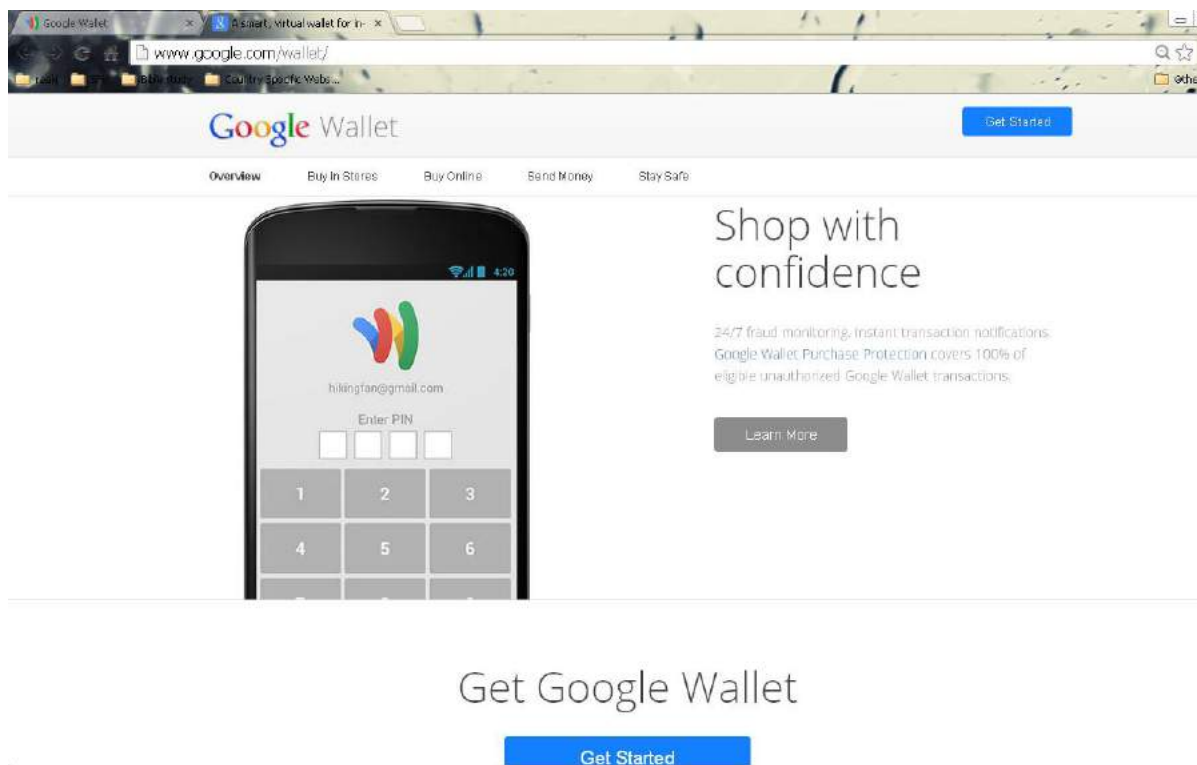 Google Wallet
A smart, virtual wallet for in-
www.google.com/wallet/
Bible study
Country Specific Webs...
Othe
Google Wallet
Get Started
Overview
Buy In Stores
Buy Online
Send Money
Stay Safe
4:20
Shop with
confidence
hikingfan@gmail.com
Enter PIN
24/7 fraud monitoring, instant transaction notifications.
Google Wallet Purchase Protection covers 100% of
eligible unauthorized Google Wallet transactions.
Learn More
1 2 3
4 5 6
Get Google Wallet
Get Started